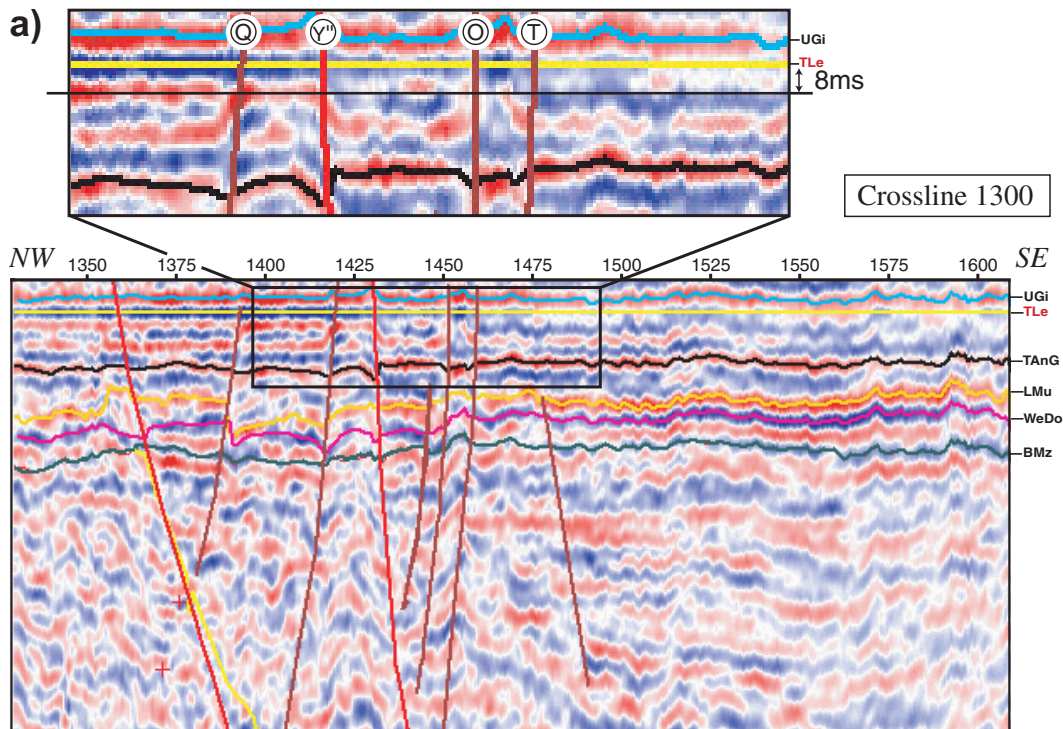 a)
Q Y" O T
UGi
TLe
8ms
Crossline 1300
NW 1350 1375 1400 1425 1450 1475 1500 1525 1550 1575 1600 SE
UGi
TLe
TAnG
LMu
WeDo
BMz